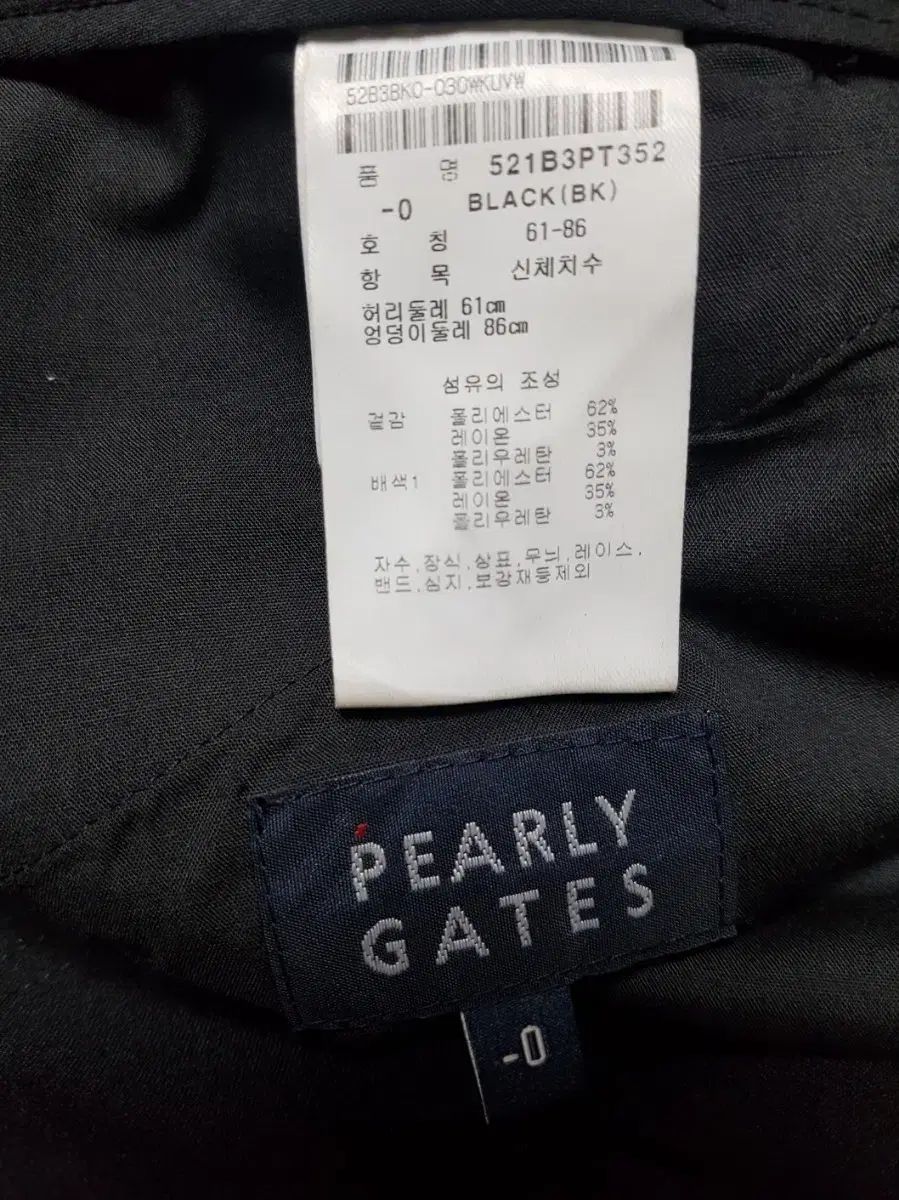 52B3BK0-030₩KUV₩
품 명 521B3PT352
-0 BLACK(BK)
호 칭 61-86
항 목 신체치수
허리둘레 61㎝
엉덩이둘레 86㎝
섬유의 조성
겉감 폴리에스터 62%
레이온 35%
폴리우레탄 3%
배색1 폴리에스터 62%
레이온 35%
폴리우레탄 3%
자수,장식,상표,무늬,레이스,
밴드,심지,보강재등제외
PEARLY
GATES
-0